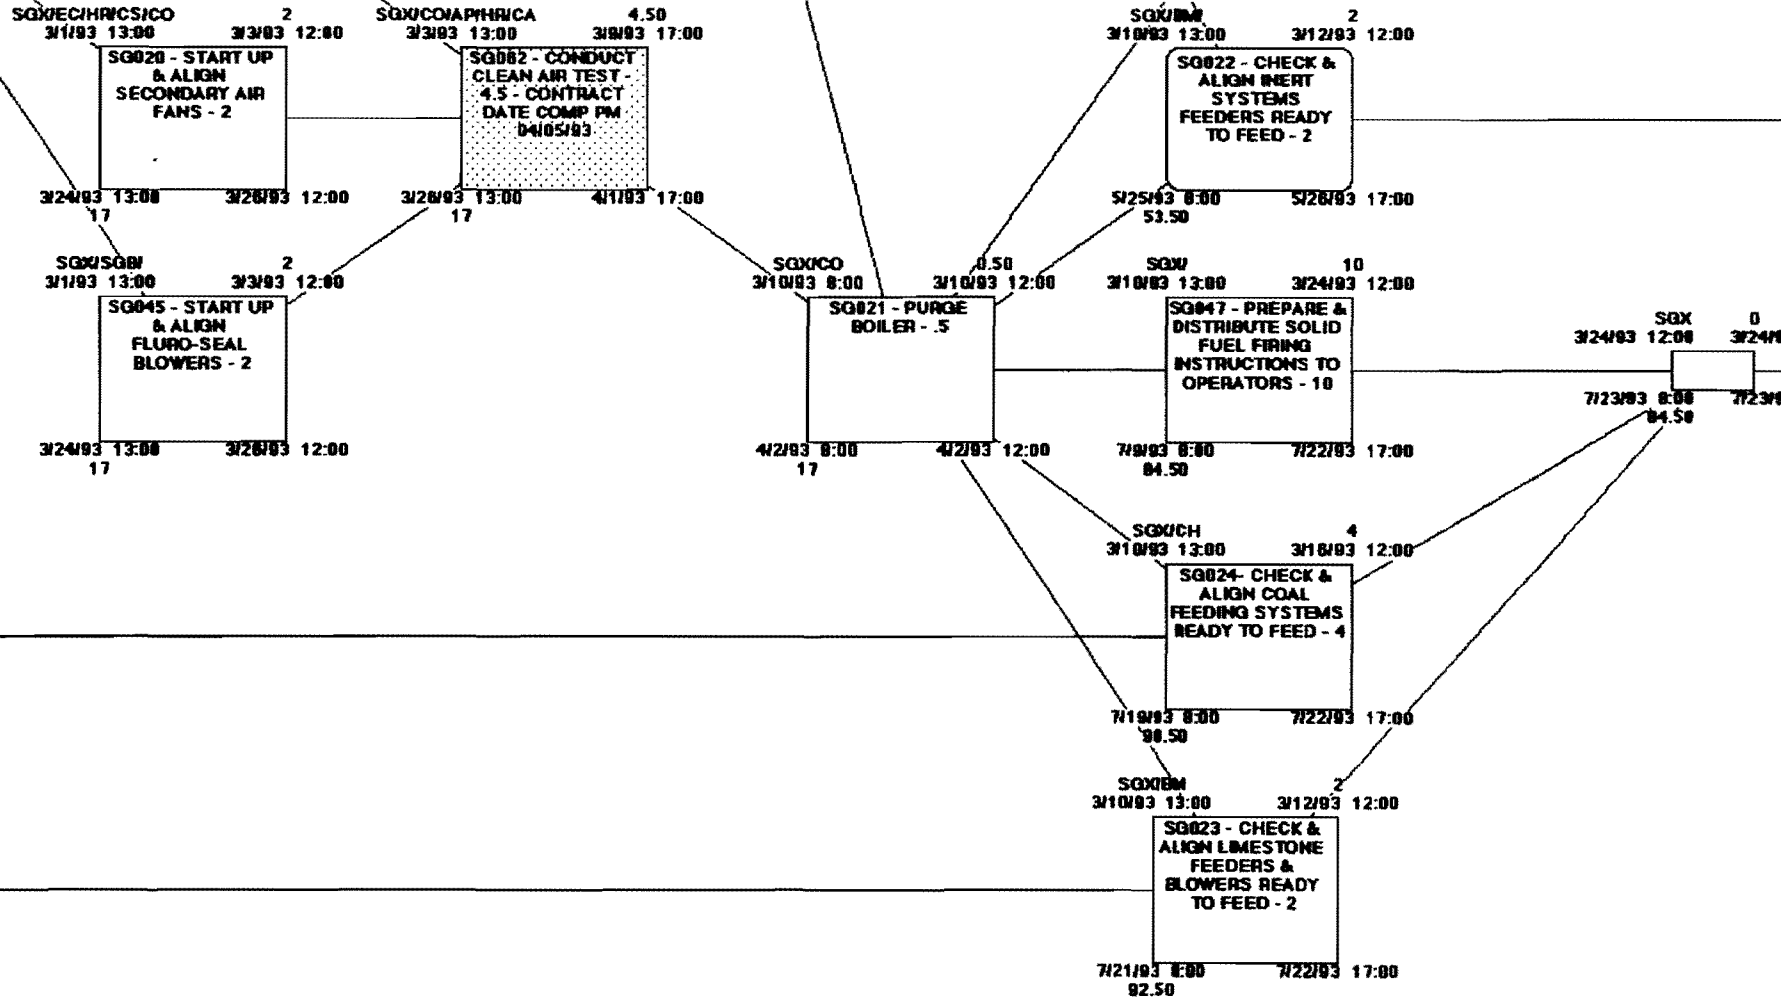 SGX/EC/HR/CS/CO 2
3/1/93 13:00 3/3/93 12:00
SG020 - START UP
& ALIGN
SECONDARY AIR
FANS - 2
3/24/93 13:00 3/26/93 12:00
17
SGX/CO/AP/HR/CA 4.50
3/3/93 13:00 3/9/93 17:00
SG062 - CONDUCT
CLEAN AIR TEST -
4.5 - CONTRACT
DATE COMP PM
04/05/93
3/26/93 13:00 4/1/93 17:00
17
SGX/BM/ 2
3/10/93 13:00 3/12/93 12:00
SG022 - CHECK &
ALIGN INERT
SYSTEMS
FEEDERS READY
TO FEED - 2
5/25/93 8:00 5/26/93 17:00
53.50
SGX/SGB/ 2
3/1/93 13:00 3/3/93 12:00
SG045 - START UP
& ALIGN
FLURO-SEAL
BLOWERS - 2
3/24/93 13:00 3/26/93 12:00
17
SGX/CO 0.50
3/10/93 8:00 3/10/93 12:00
SG021 - PURGE
BOILER - .5
4/2/93 8:00 4/2/93 12:00
17
SGX/ 10
3/10/93 13:00 3/24/93 12:00
SG047 - PREPARE &
DISTRIBUTE SOLID
FUEL FIRING
INSTRUCTIONS TO
OPERATORS - 10
7/9/93 8:00 7/22/93 17:00
84.50
SGX 0
3/24/93 12:00 3/24/
7/23/93 8:00 7/23/
84.50
SGX/CH 4
3/10/93 13:00 3/16/93 12:00
SG024- CHECK &
ALIGN COAL
FEEDING SYSTEMS
READY TO FEED - 4
7/19/93 8:00 7/22/93 17:00
90.50
SGX/BM 2
3/10/93 13:00 3/12/93 12:00
SG023 - CHECK &
ALIGN LIMESTONE
FEEDERS &
BLOWERS READY
TO FEED - 2
7/21/93 8:00 7/22/93 17:00
92.50